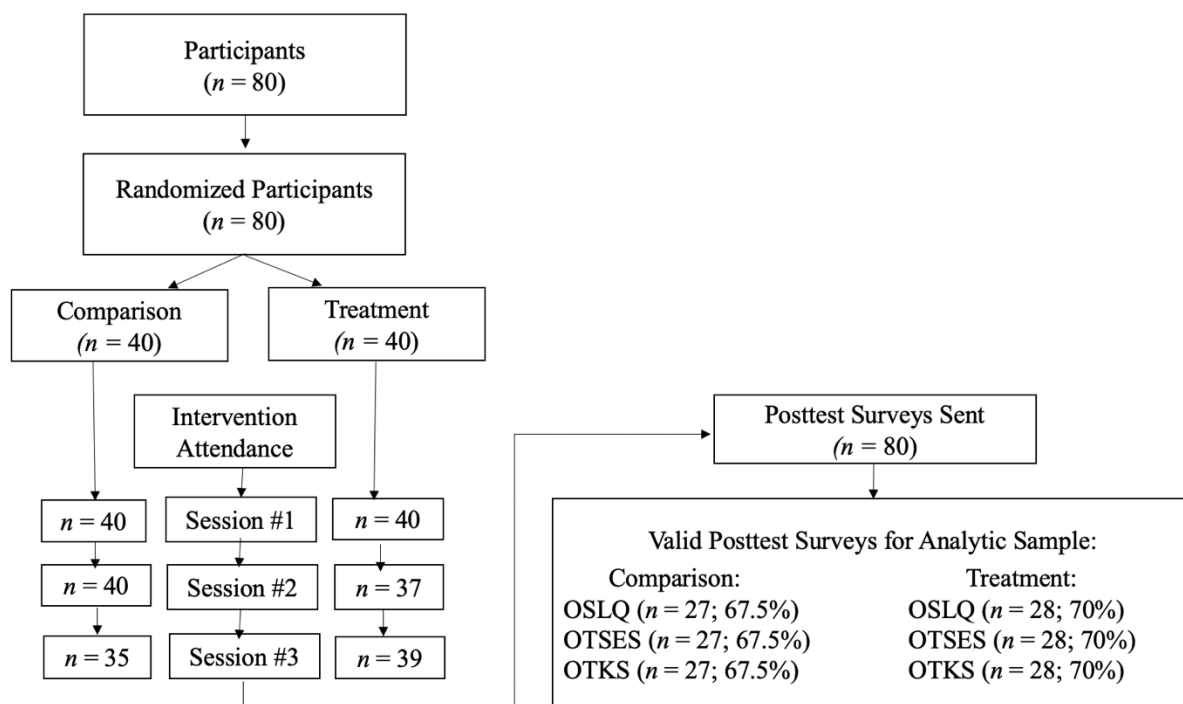 Participants
(n = 80)
Randomized Participants
(n = 80)
Comparison
(n = 40)
Treatment
(n = 40)
Intervention
Attendance
n = 40
Session #1
n = 40
n = 40
Session #2
n = 37
n = 35
Session #3
n = 39
Posttest Surveys Sent
(n = 80)
Valid Posttest Surveys for Analytic Sample:
Comparison:
OSLQ (n = 27; 67.5%)
OTSES (n = 27; 67.5%)
OTKS (n = 27; 67.5%)
Treatment:
OSLQ (n = 28; 70%)
OTSES (n = 28; 70%)
OTKS (n = 28; 70%)